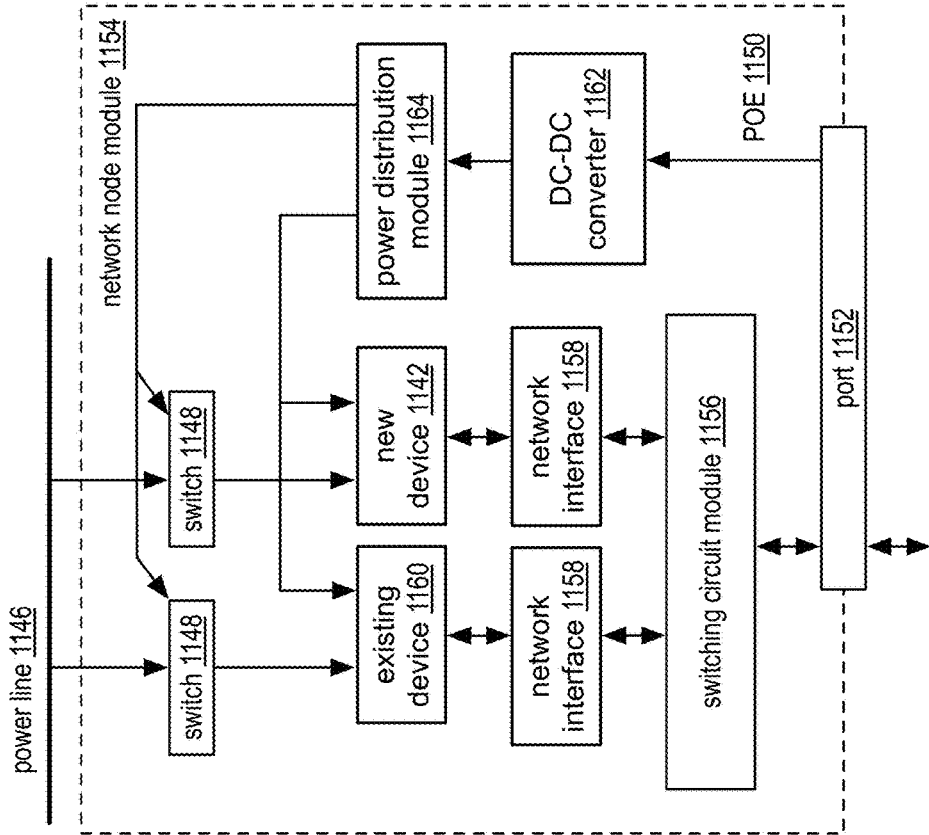 power line 1146
network node module 1154
switch 1148
switch 1148
existing
device 1160
new
device 1142
power distribution
module 1164
network
interface 1158
network
interface 1158
DC-DC
converter 1162
switching circuit module 1156
POE 1150
port 1152